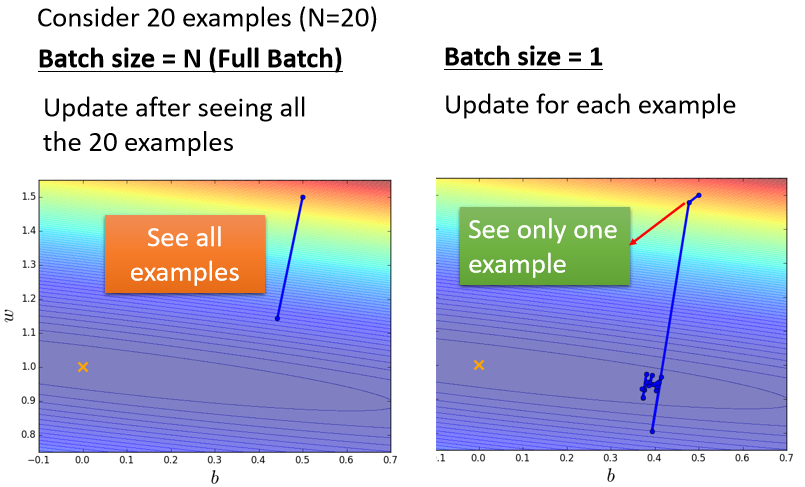 Consider 20 examples (N=20)
Batch size = N (Full Batch)
Update after seeing all
the 20 examples
See all
examples
1.5
1.4
1.3
1.2
1.1
1.0
0.9
0.8
w
−0.1 0.0 0.1 0.2 0.3 0.4 0.5 0.6 0.7
b
Batch size = 1
Update for each example
See only one
example
.1 0.0 0.1 0.2 0.3 0.4 0.5 0.6 0.7
b